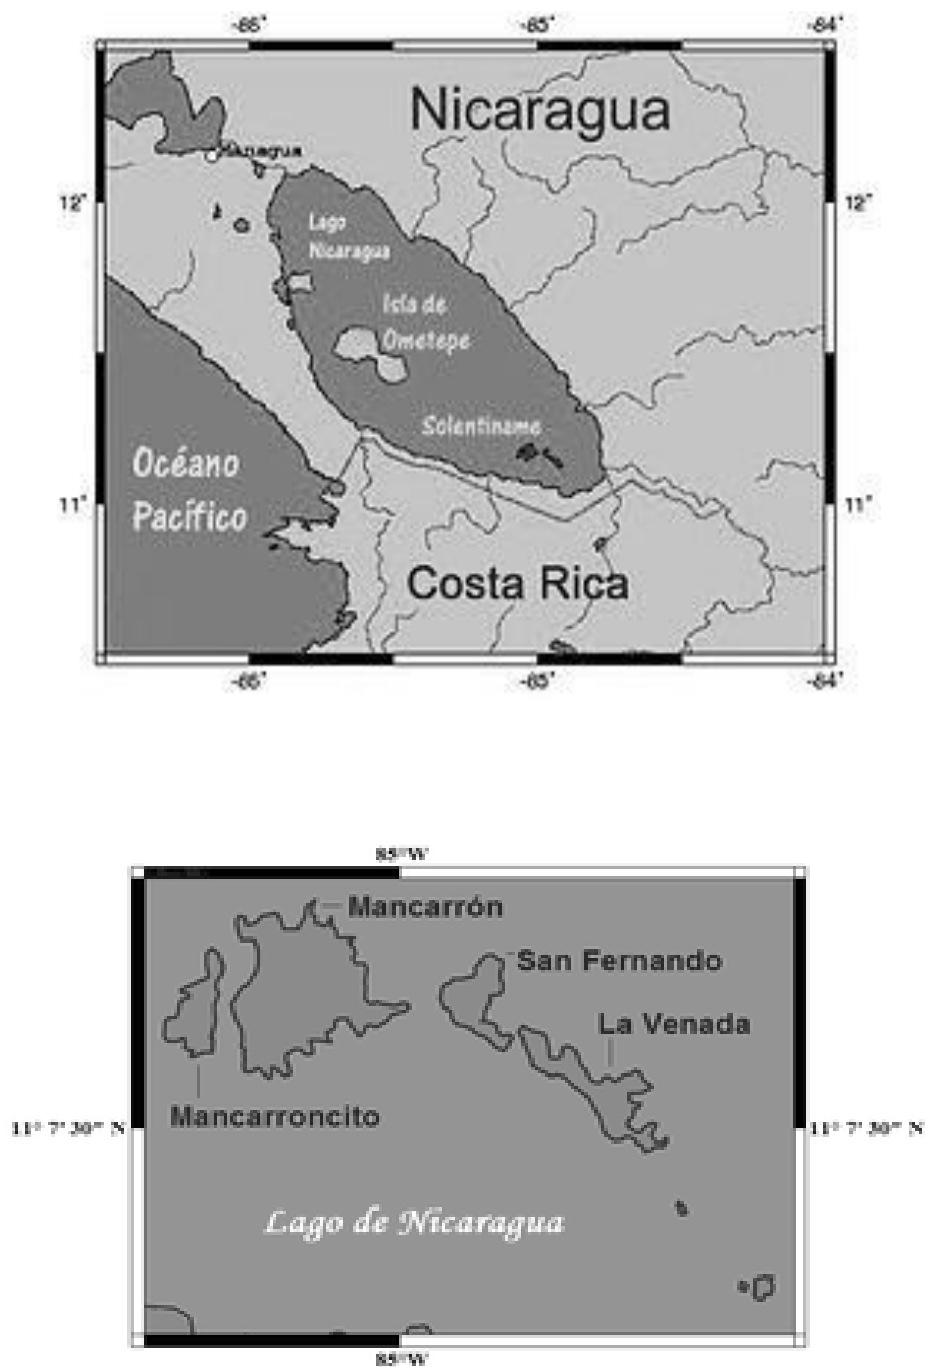 -86° -85° -84°
Nicaragua
Managua
12° 12°
Lago
Nicaragua
Isla de
Ometepe
Solentiname
Océano
Pacífico
11° 11°
Costa Rica
-86° -85° -84°
85°W
Mancarrón
San Fernando
La Venada
Mancarroncito
11° 7' 30" N 11° 7' 30" N
Lago de Nicaragua
85°W